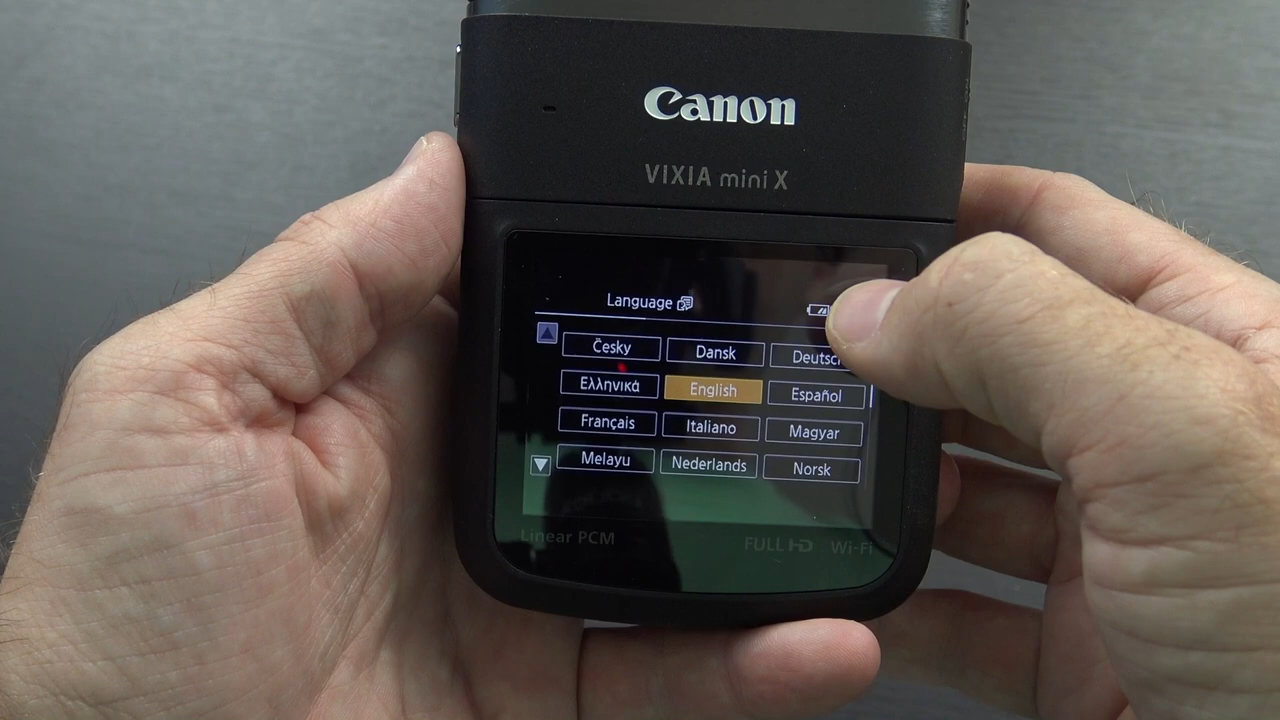 Canon
VIXIA mini X
Language
Česky Dansk Deutsch
Ελληνικά English Español
Français Italiano Magyar
Melayu Nederlands Norsk
Linear PCM FULL HD Wi-Fi